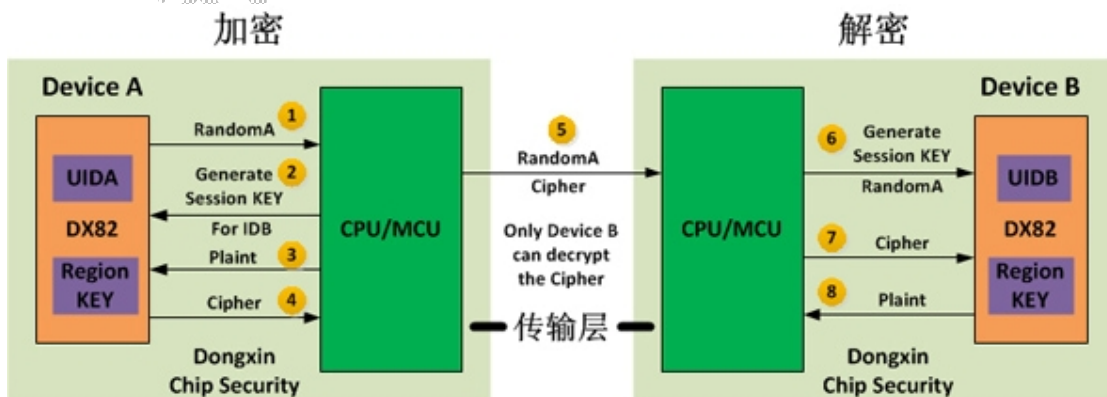 加密
解密
Device A
Device B
1
RandomA
UIDA
DX82
Region
KEY
2
Generate
Session KEY
For IDB
Plaint
3
Cipher
4
CPU/MCU
Dongxin
Chip Security
5
RandomA
Cipher
Only Device B
can decrypt
the Cipher
传输层
CPU/MCU
6
Generate
Session KEY
RandomA
7
Cipher
8
Plaint
UIDB
DX82
Region
KEY
Dongxin
Chip Security